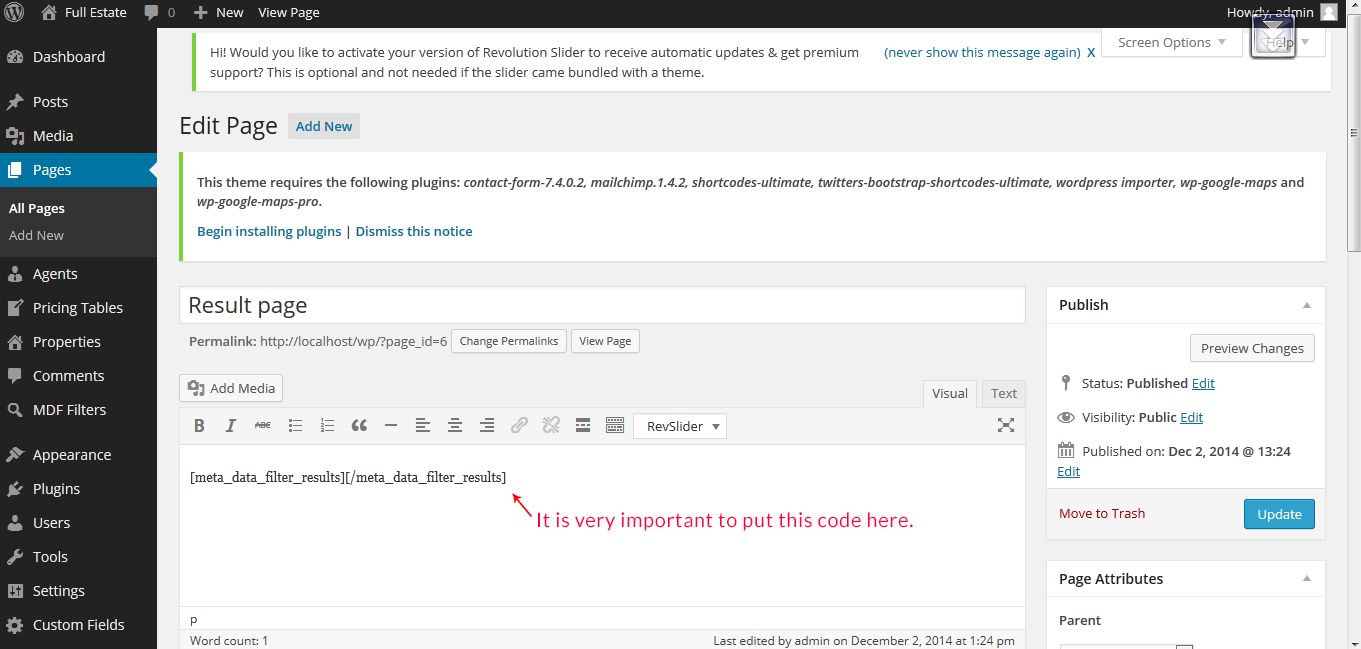 Full Estate 0 New View Page Howdy, admin
Dashboard
Posts
Media
Pages
All Pages
Add New
Agents
Pricing Tables
Properties
Comments
MDF Filters
Appearance
Plugins
Users
Tools
Settings
Custom Fields
Hi! Would you like to activate your version of Revolution Slider to receive automatic updates & get premium
support? This is optional and not needed if the slider came bundled with a theme.
(never show this message again) X
Screen Options
Help
Edit Page Add New
This theme requires the following plugins: contact-form-7.4.0.2, mailchimp.1.4.2, shortcodes-ultimate, twitters-bootstrap-shortcodes-ultimate, wordpress importer, wp-google-maps and
wp-google-maps-pro.
Begin installing plugins | Dismiss this notice
Result page
Permalink: http://localhost/wp/?page_id=6 Change Permalinks View Page
Add Media
Visual Text
B I ABC RevSlider
[meta_data_filter_results][/meta_data_filter_results]
It is very important to put this code here.
p
Word count: 1 Last edited by admin on December 2, 2014 at 1:24 pm
Publish
Preview Changes
Status: Published Edit
Visibility: Public Edit
Published on: Dec 2, 2014 @ 13:24
Edit
Move to Trash Update
Page Attributes
Parent